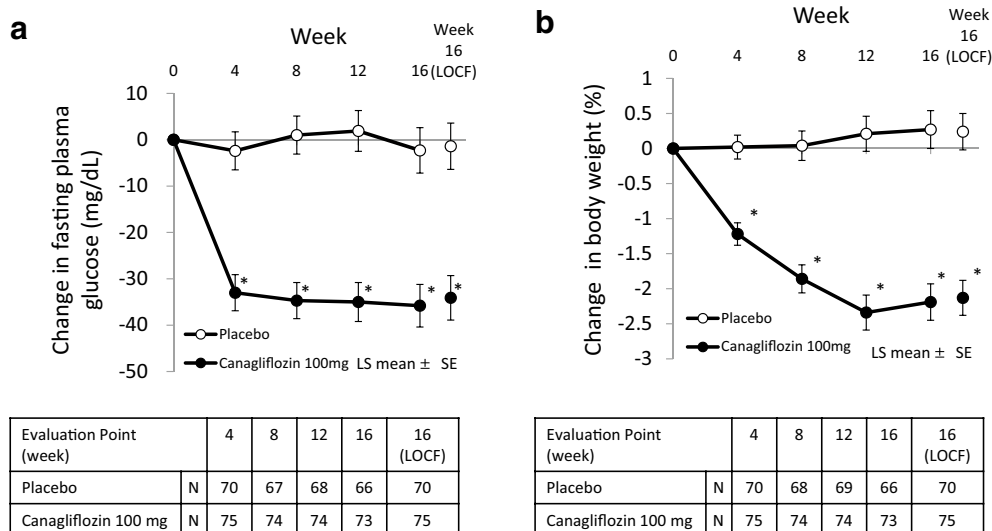 a
Week
Week
16
(LOCF)
0 4 8 12 16
10
0
-10
-20
-30
-40
-50
Change in fasting plasma
glucose (mg/dL)
* * * * *
Placebo
Canagliflozin 100mg LS mean ± SE
Evaluation Point
(week) 4 8 12 16 16
(LOCF)
Placebo N 70 67 68 66 70
Canagliflozin 100 mg N 75 74 74 73 75
b
Week
Week
16
(LOCF)
0 4 8 12 16
1
0.5
0
-0.5
-1
-1.5
-2
-2.5
-3
Change in body weight (%)
* * * * *
Placebo
Canagliflozin 100mg LS mean ± SE
Evaluation Point
(week) 4 8 12 16 16
(LOCF)
Placebo N 70 68 69 66 70
Canagliflozin 100 mg N 75 74 74 73 75